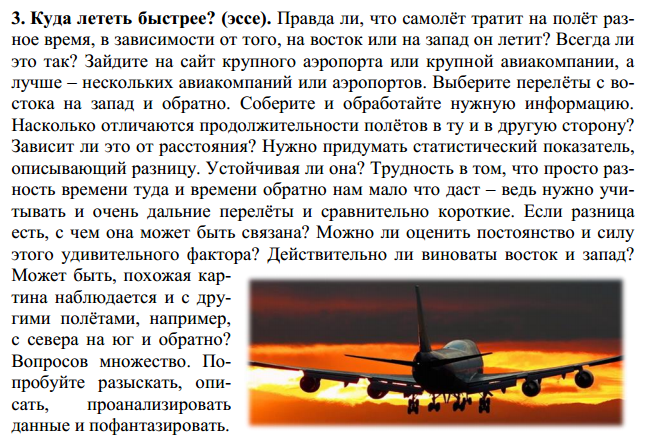 3. Куда лететь быстрее? (эссе). Правда ли, что самолёт тратит на полёт раз-
ное время, в зависимости от того, на восток или на запад он летит? Всегда ли
это так? Зайдите на сайт крупного аэропорта или крупной авиакомпании, а
лучше – нескольких авиакомпаний или аэропортов. Выберите перелёты с во-
стока на запад и обратно. Соберите и обработайте нужную информацию.
Насколько отличаются продолжительности полётов в ту и в другую сторону?
Зависит ли это от расстояния? Нужно придумать статистический показатель,
описывающий разницу. Устойчивая ли она? Трудность в том, что просто раз-
ность времени туда и времени обратно нам мало что даст – ведь нужно учи-
тывать и очень дальние перелёты и сравнительно короткие. Если разница
есть, с чем она может быть связана? Можно ли оценить постоянство и силу
этого удивительного фактора? Действительно ли виноваты восток и запад?
Может быть, похожая кар-
тина наблюдается и с дру-
гими полётами, например,
с севера на юг и обратно?
Вопросов множество. По-
пробуйте разыскать, опи-
сать, проанализировать
данные и пофантазировать.